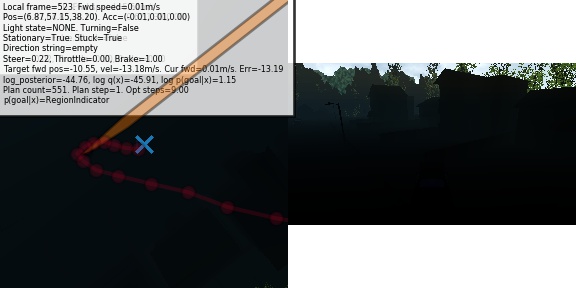 Local frame=523. Fwd speed=0.01m/s
Pos=(6.87,57.15,38.20). Acc=(-0.01,0.01,0.00)
Light state=NONE. Turning=False
Stationary=True. Stuck=True
Direction string=empty
Steer=0.22, Throttle=0.00, Brake=1.00
Target fwd pos=-10.55, vel=-13.18m/s. Cur fwd=0.01m/s. Err=-13.19
log_posterior=-44.76, log q(x)=-45.91, log p(goal|x)=1.15
Plan count=551. Plan step=1. Opt steps=9.00
p(goal|x)=RegionIndicator